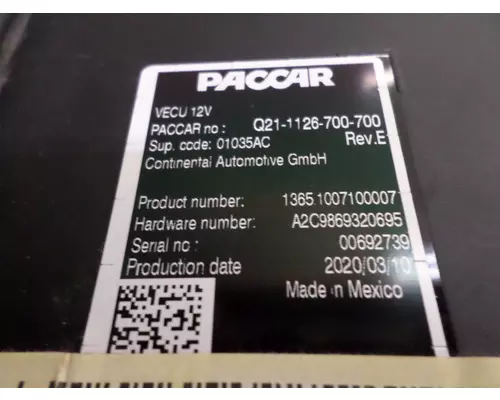 PACCAR
VECU 12V
PACCAR no : Q21-1126-700-700
Sup. code: 01035AC Rev.E
Continental Automotive GmbH
Product number: 1365.10071000071
Hardware number: A2C9869320695
Serial no : 00692739
Production date 2020/03/10
Made in Mexico